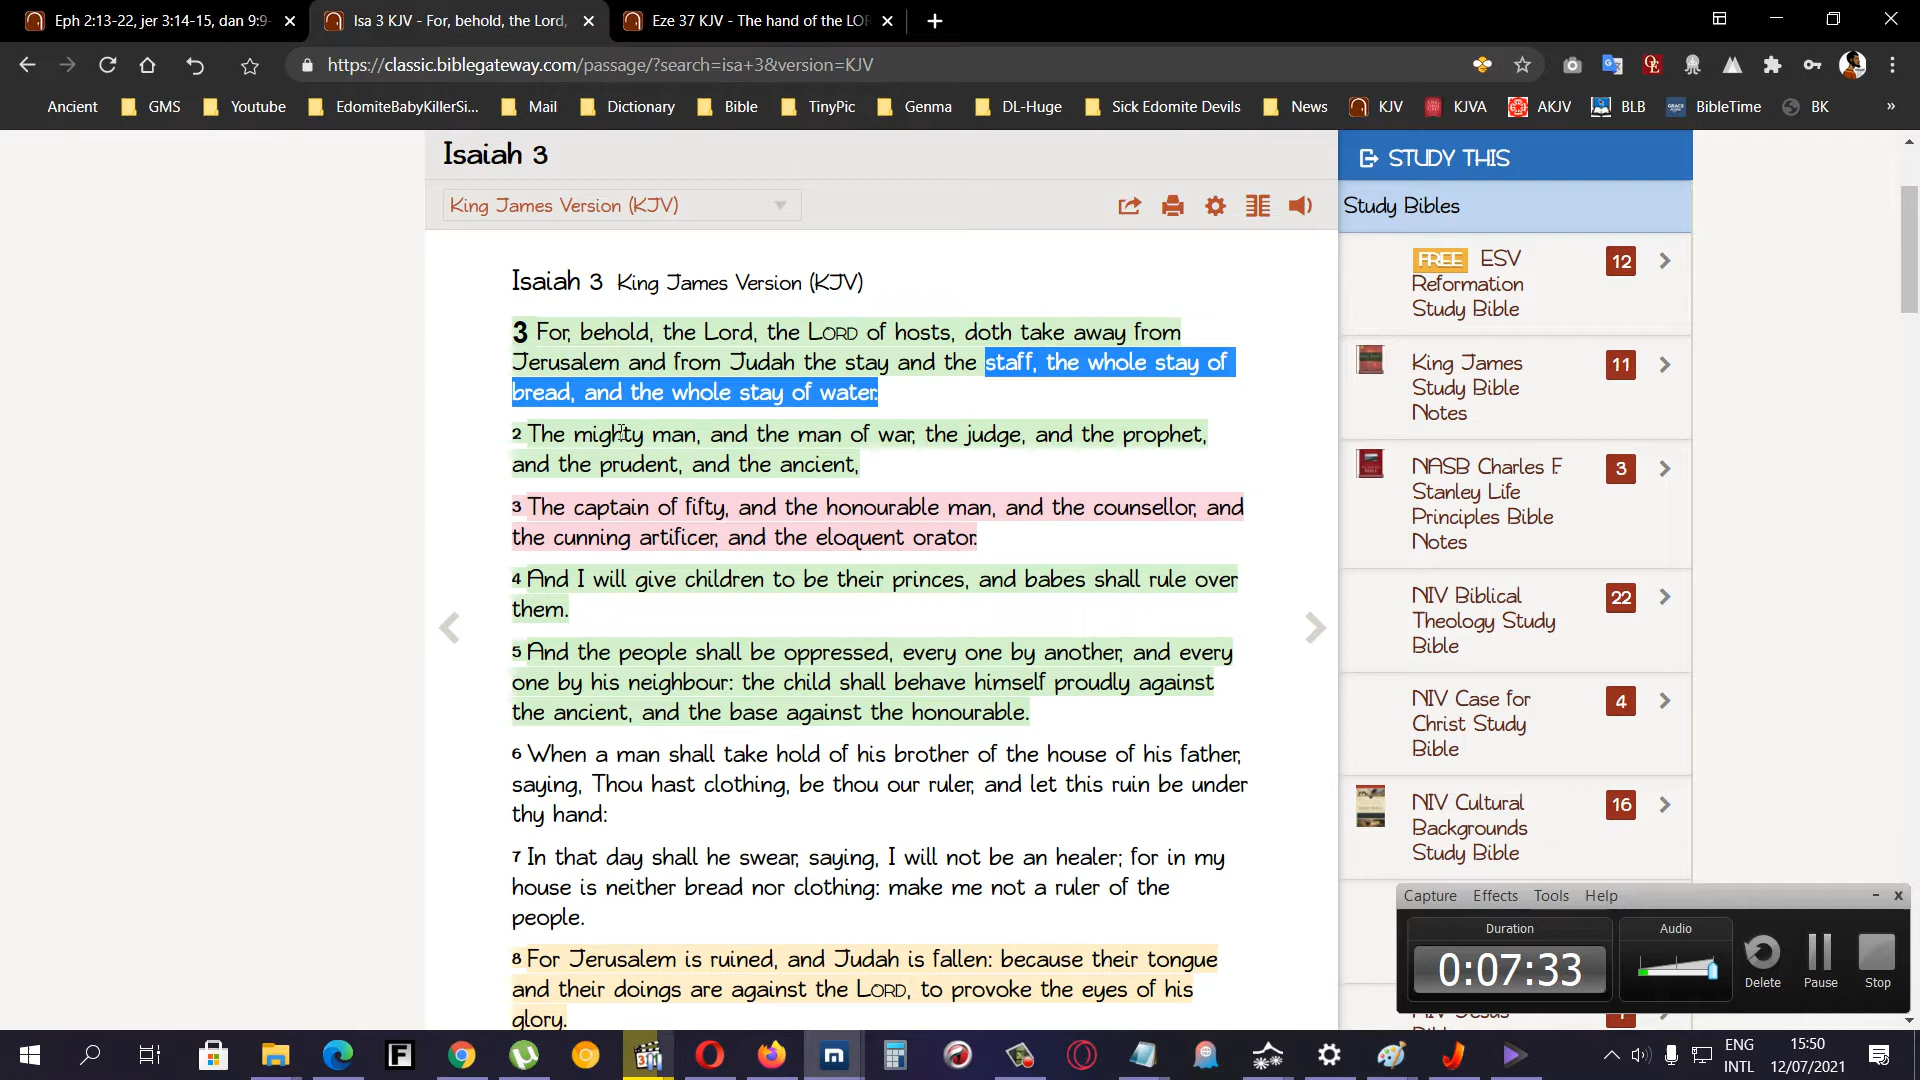 Eph 2:13-22, jer 3:14-15, dan 9:9-
Isa 3 KJV - For, behold, the Lord,
Eze 37 KJV - The hand of the LOR
https://classic.biblegateway.com/passage/?search=isa+3&version=KJV
Ancient GMS Youtube EdomiteBabyKillerSi... Mail Dictionary Bible TinyPic Genma DL-Huge Sick Edomite Devils News KJV KJVA AKJV BLB BibleTime BK »
Isaiah 3
King James Version (KJV)
Isaiah 3 King James Version (KJV)
3 For, behold, the Lord, the LORD of hosts, doth take away from
Jerusalem and from Judah the stay and the staff, the whole stay of
bread, and the whole stay of water.
2 The mighty man, and the man of war, the judge, and the prophet,
and the prudent, and the ancient,
3 The captain of fifty, and the honourable man, and the counsellor, and
the cunning artificer, and the eloquent orator.
4 And I will give children to be their princes, and babes shall rule over
them.
5 And the people shall be oppressed, every one by another, and every
one by his neighbour: the child shall behave himself proudly against
the ancient, and the base against the honourable.
6 When a man shall take hold of his brother of the house of his father,
saying, Thou hast clothing, be thou our ruler, and let this ruin be under
thy hand:
7 In that day shall he swear, saying, I will not be an healer; for in my
house is neither bread nor clothing: make me not a ruler of the
people.
8 For Jerusalem is ruined, and Judah is fallen: because their tongue
and their doings are against the LORD, to provoke the eyes of his
glory.
STUDY THIS
Study Bibles
FREE ESV 12
Reformation
Study Bible
King James 11
Study Bible
Notes
NASB Charles F. 3
Stanley Life
Principles Bible
Notes
NIV Biblical 22
Theology Study
Bible
NIV Case for 4
Christ Study
Bible
NIV Cultural 16
Backgrounds
Study Bible
Capture Effects Tools Help
Duration
0:07:33
Audio
Delete Pause Stop
NIV Jesus
ENG
INTL
15:50
12/07/2021